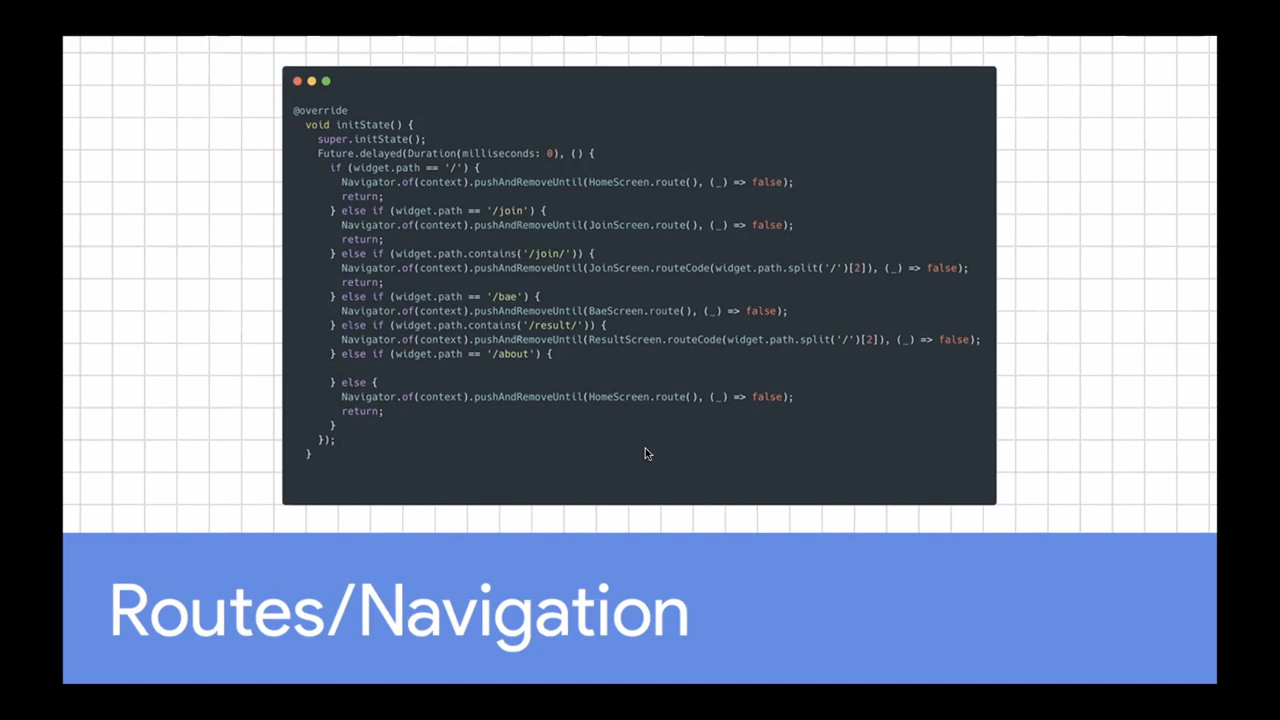 @override
  void initState() {
    super.initState();
    Future.delayed(Duration(milliseconds: 0), () {
      if (widget.path == '/') {
        Navigator.of(context).pushAndRemoveUntil(HomeScreen.route(), (_) => false);
        return;
      } else if (widget.path == '/join') {
        Navigator.of(context).pushAndRemoveUntil(JoinScreen.route(), (_) => false);
        return;
      } else if (widget.path.contains('/join/')) {
        Navigator.of(context).pushAndRemoveUntil(JoinScreen.routeCode(widget.path.split('/')[2]), (_) => false);
        return;
      } else if (widget.path == '/bae') {
        Navigator.of(context).pushAndRemoveUntil(BaeScreen.route(), (_) => false);
      } else if (widget.path.contains('/result/')) {
        Navigator.of(context).pushAndRemoveUntil(ResultScreen.routeCode(widget.path.split('/')[2]), (_) => false);
      } else if (widget.path == '/about') {
      } else {
        Navigator.of(context).pushAndRemoveUntil(HomeScreen.route(), (_) => false);
        return;
      }
    });
  }
Routes/Navigation